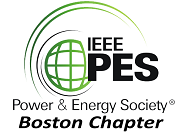 IEEE
PES
Power & Energy Society®
Boston Chapter